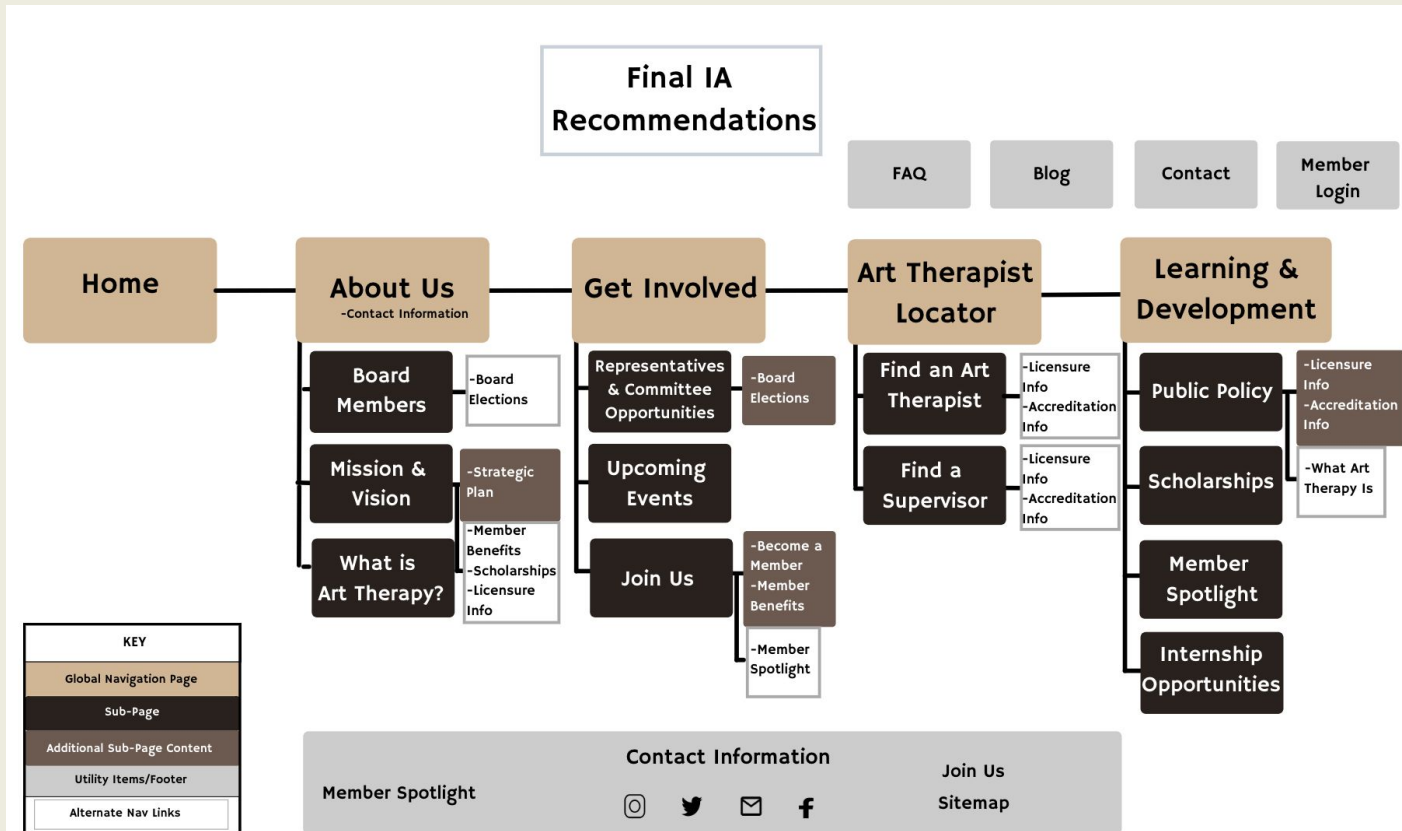 Final IA
Recommendations
FAQ
Blog
Contact
Member
Login
Home
About Us
-Contact Information
Get Involved
Art Therapist
Locator
Learning &
Development
Board
Members
-Board
Elections
Mission &
Vision
-Strategic
Plan
What is
Art Therapy?
-Member
Benefits
-Scholarships
-Licensure
Info
Representatives
& Committee
Opportunities
-Board
Elections
Upcoming
Events
Join Us
-Become a
Member
-Member
Benefits
-Member
Spotlight
Find an Art
Therapist
-Licensure
Info
-Accreditation
Info
Find a
Supervisor
-Licensure
Info
-Accreditation
Info
Public Policy
-Licensure
Info
-Accreditation
Info
-What Art
Therapy Is
Scholarships
Member
Spotlight
Internship
Opportunities
KEY
Global Navigation Page
Sub-Page
Additional Sub-Page Content
Utility Items/Footer
Alternate Nav Links
Member Spotlight
Contact Information
Join Us
Sitemap